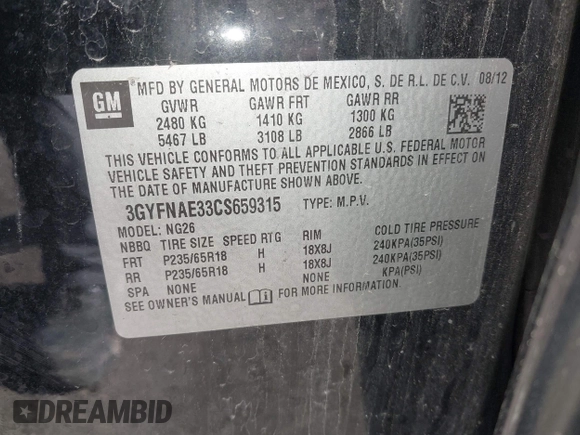 GM
MFD BY GENERAL MOTORS DE MEXICO, S. DE R.L. DE C.V. 08/12
GVWR GAWR FRT GAWR RR
2480 KG 1410 KG 1300 KG
5467 LB 3108 LB 2866 LB
THIS VEHICLE CONFORMS TO ALL APPLICABLE U.S. FEDERAL MOTOR
VEHICLE SAFETY AND THEFT PREVENTION STANDARDS IN EFFECT
ON THE DATE OF MANUFACTURE SHOWN ABOVE.
3GYFNAE33CS659315 TYPE: M.P.V.
MODEL: NG26
NBBQ TIRE SIZE SPEED RTG RIM COLD TIRE PRESSURE
FRT P235/65R18 H 18X8J 240KPA(35PSI)
RR P235/65R18 H 18X8J 240KPA(35PSI)
SPA NONE NONE KPA(PSI)
SEE OWNER'S MANUAL FOR MORE INFORMATION.
DREAMBID